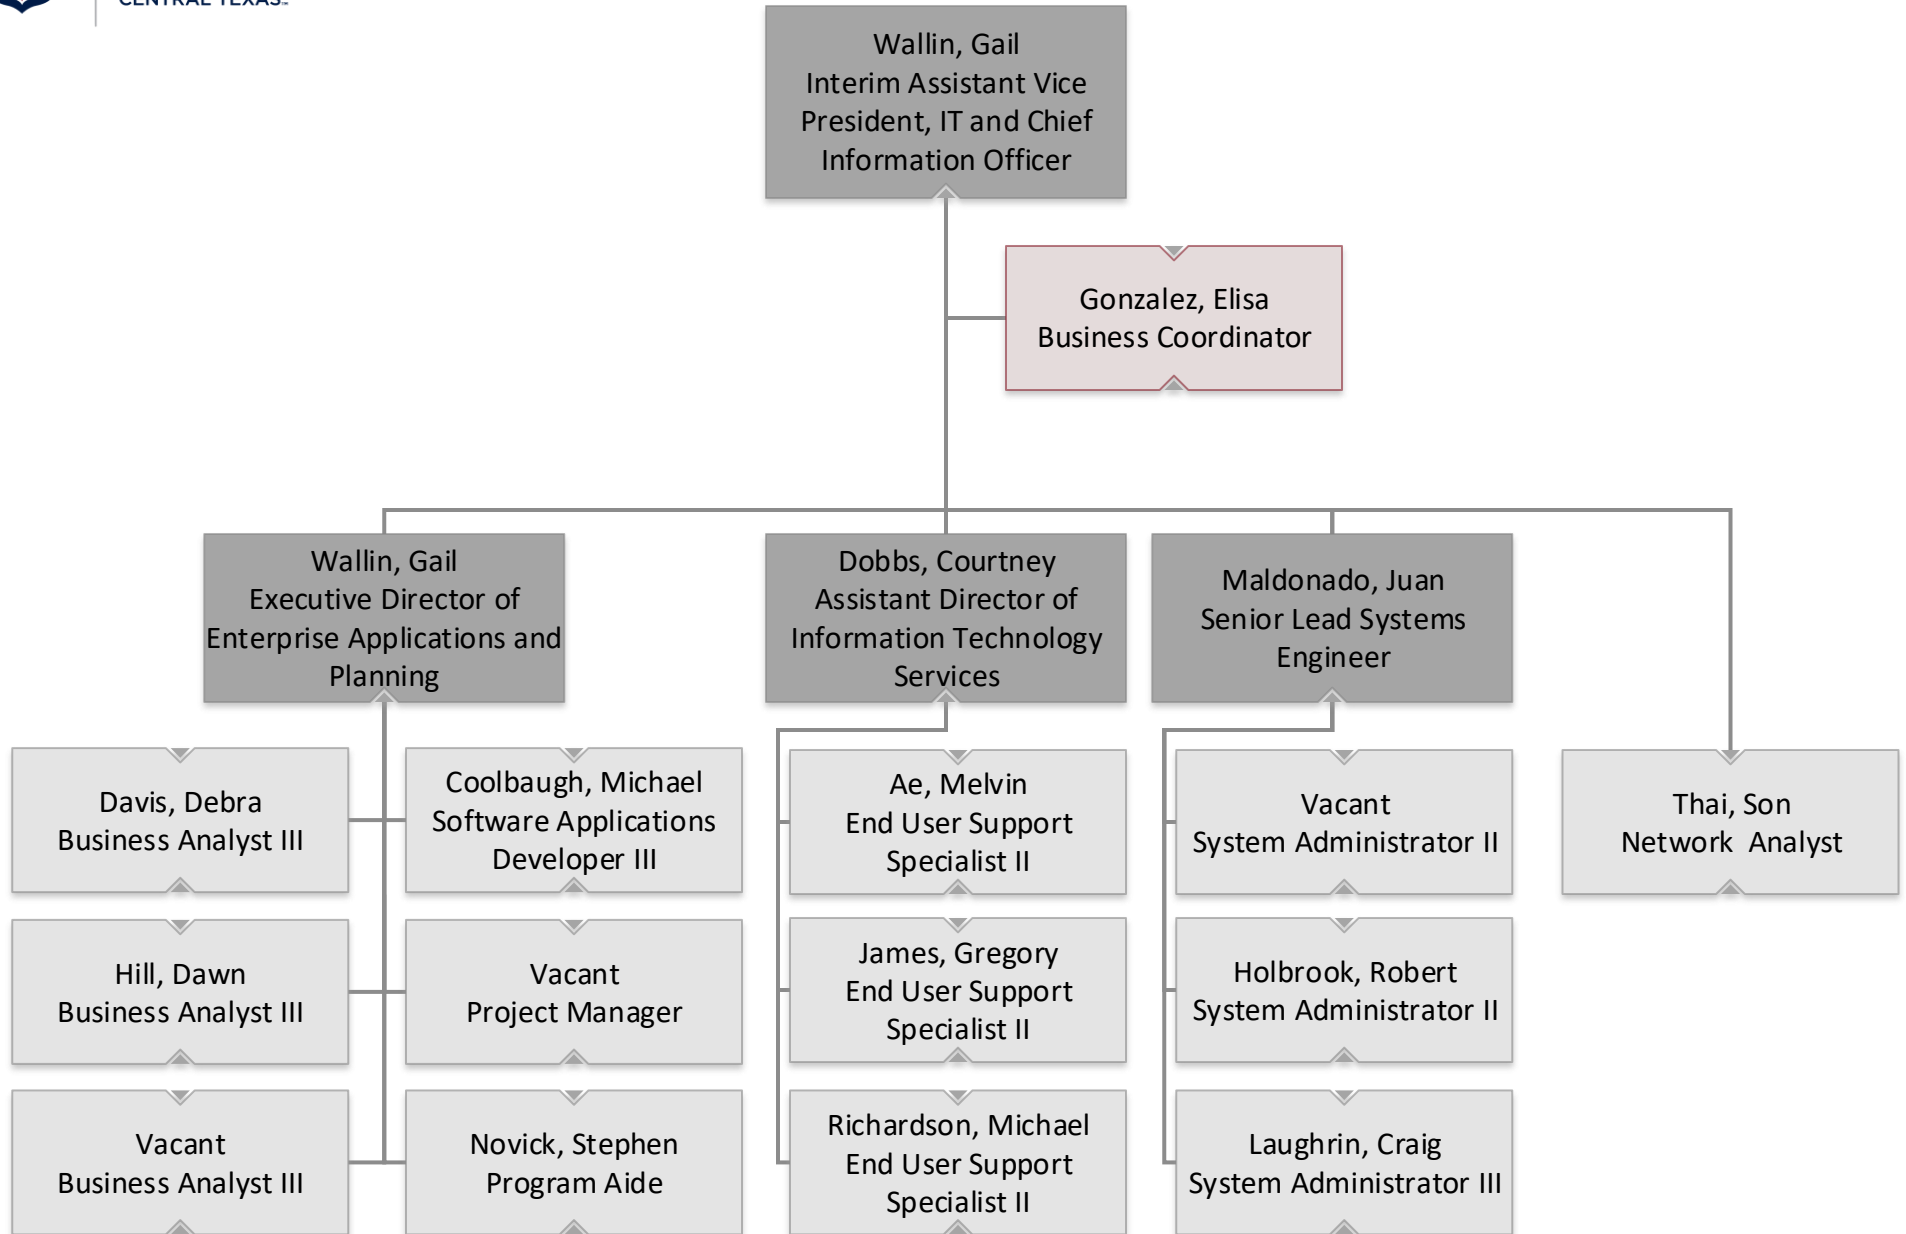 CENTRAL TEXAS
Wallin, Gail
Interim Assistant Vice
President, IT and Chief
Information Officer
Gonzalez, Elisa
Business Coordinator
Wallin, Gail
Executive Director of
Enterprise Applications and
Planning
Dobbs, Courtney
Assistant Director of
Information Technology
Services
Maldonado, Juan
Senior Lead Systems
Engineer
Davis, Debra
Business Analyst III
Coolbaugh, Michael
Software Applications
Developer III
Ae, Melvin
End User Support
Specialist II
Vacant
System Administrator II
Thai, Son
Network  Analyst
Hill, Dawn
Business Analyst III
Vacant
Project Manager
James, Gregory
End User Support
Specialist II
Holbrook, Robert
System Administrator II
Vacant
Business Analyst III
Novick, Stephen
Program Aide
Richardson, Michael
End User Support
Specialist II
Laughrin, Craig
System Administrator III